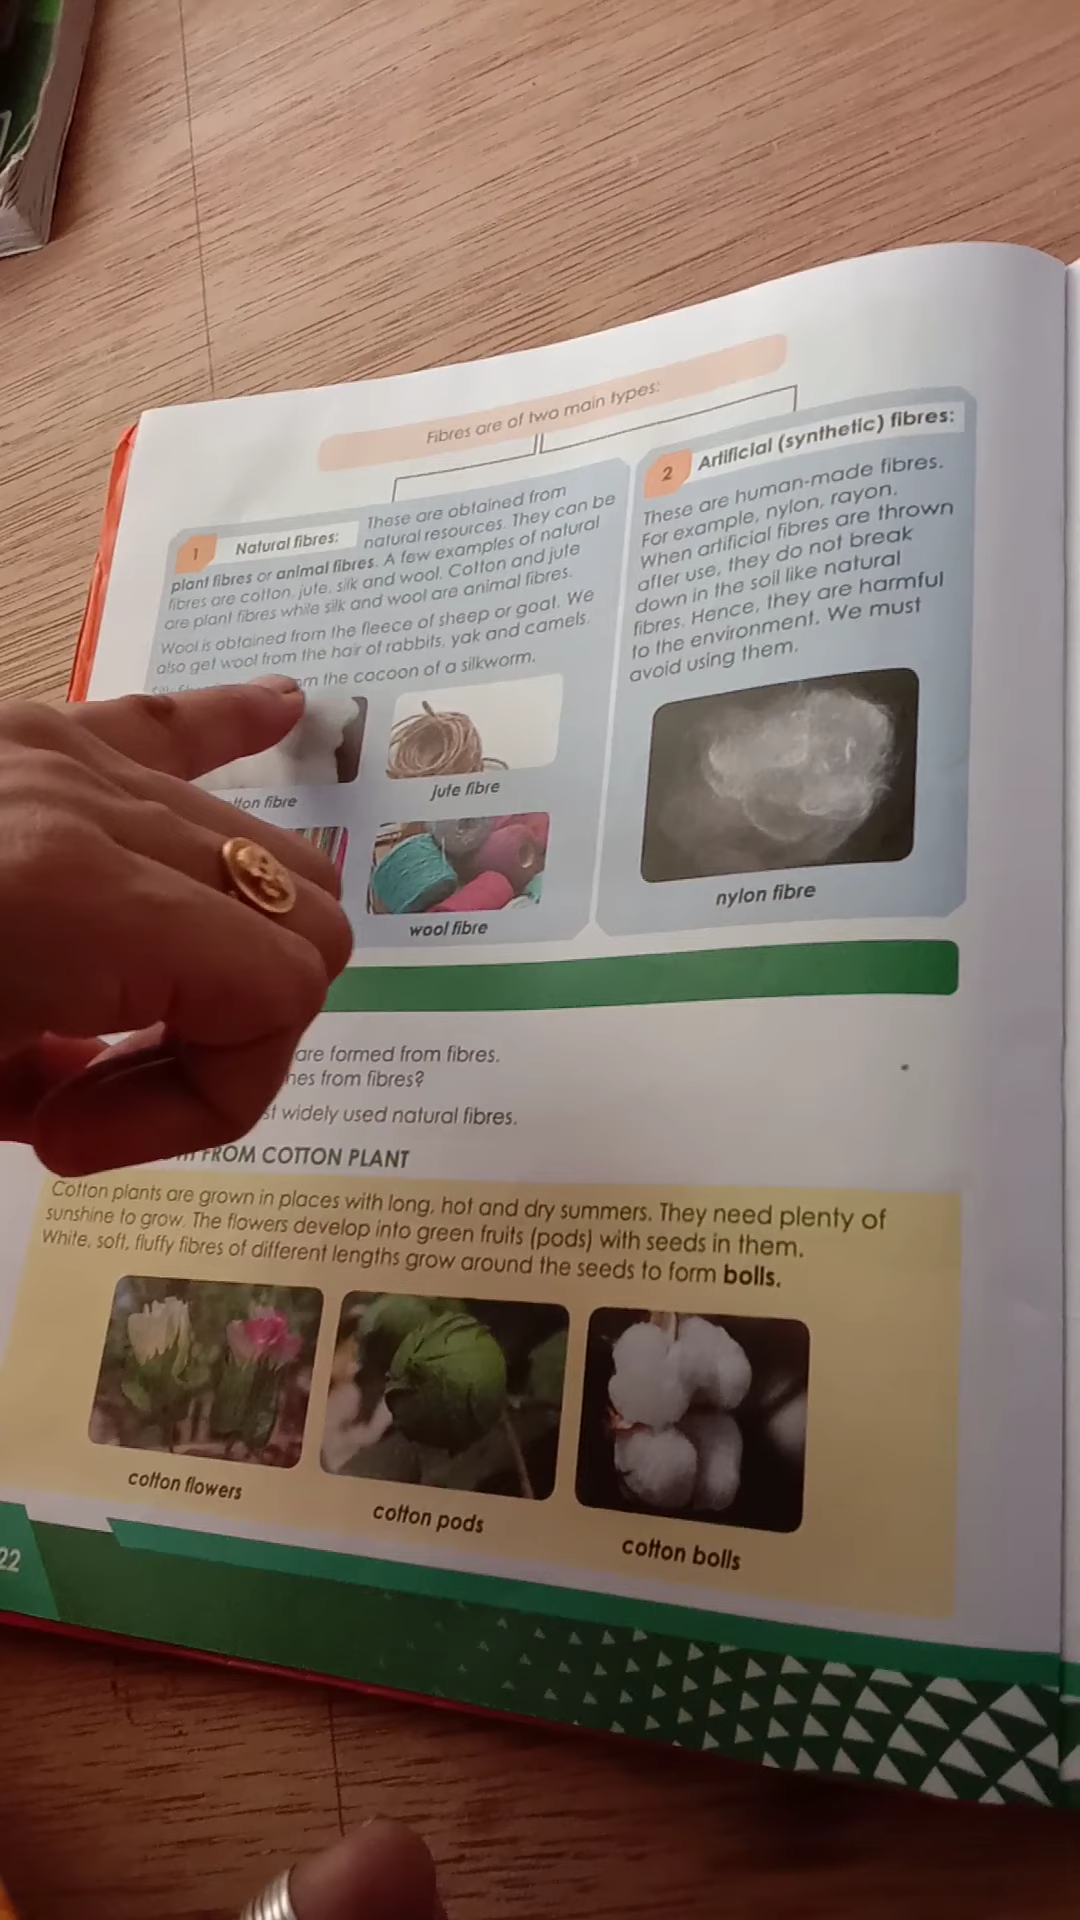 Fibres are of two main types:
1 Natural fibres: These are obtained from
natural resources. They can be
plant fibres or animal fibres. A few examples of natural
fibres are cotton, jute, silk and wool. Cotton and jute
are plant fibres while silk and wool are animal fibres.
Wool is obtained from the fleece of sheep or goat. We
also get wool from the hair of rabbits, yak and camels.
the cocoon of a silkworm.
fibre
jute fibre
wool fibre
2 Artificial (synthetic) fibres:
These are human-made fibres.
For example, nylon, rayon.
When artificial fibres are thrown
after use, they do not break
down in the soil like natural
fibres. Hence, they are harmful
to the environment. We must
avoid using them.
nylon fibre
are formed from fibres.
from fibres?
widely used natural fibres.
FROM COTTON PLANT
Cotton plants are grown in places with long, hot and dry summers. They need plenty of
sunshine to grow. The flowers develop into green fruits (pods) with seeds in them.
White, soft, fluffy fibres of different lengths grow around the seeds to form bolls.
cotton flowers
cotton pods
cotton bolls
22